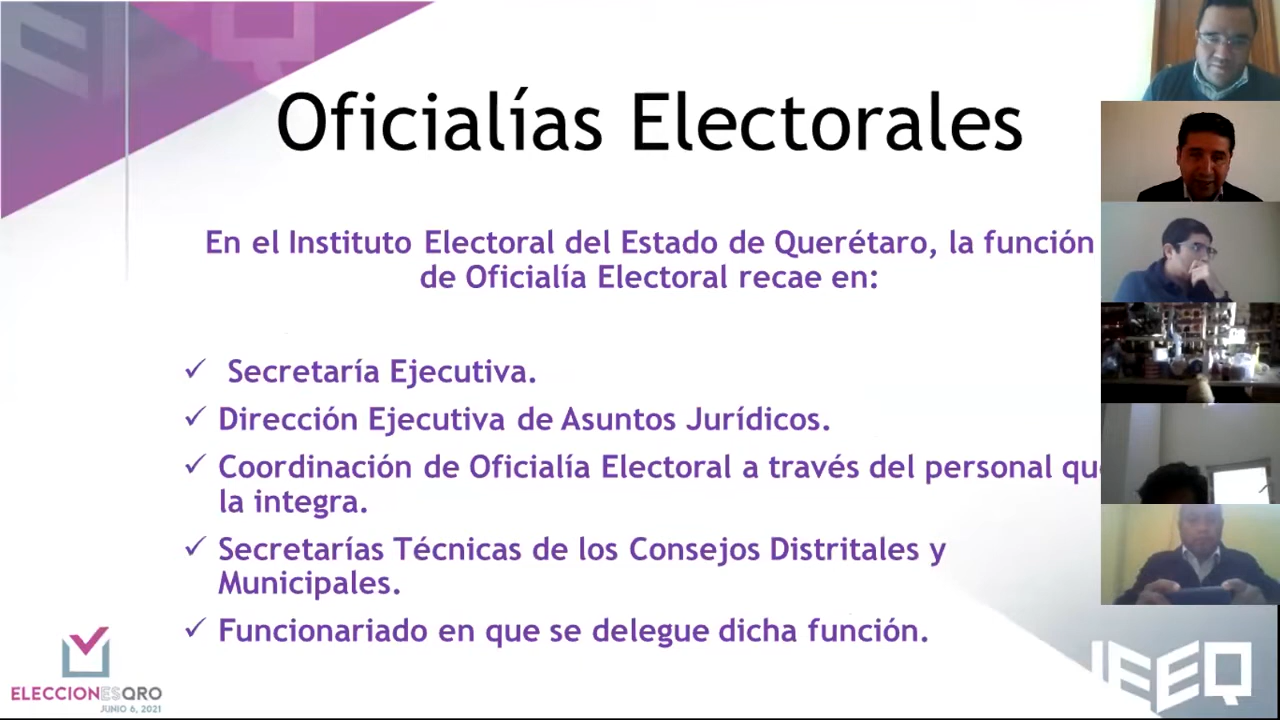 EQ
Oficialías Electorales
En el Instituto Electoral del Estado de Querétaro, la función
de Oficialía Electoral recae en:
✓ Secretaría Ejecutiva.
✓ Dirección Ejecutiva de Asuntos Jurídicos.
✓ Coordinación de Oficialía Electoral a través del personal que
la integra.
✓ Secretarías Técnicas de los Consejos Distritales y
Municipales.
✓ Funcionariado en que se delegue dicha función.
ELECCIONESQRO
JUNIO 6, 2021
IEEQ